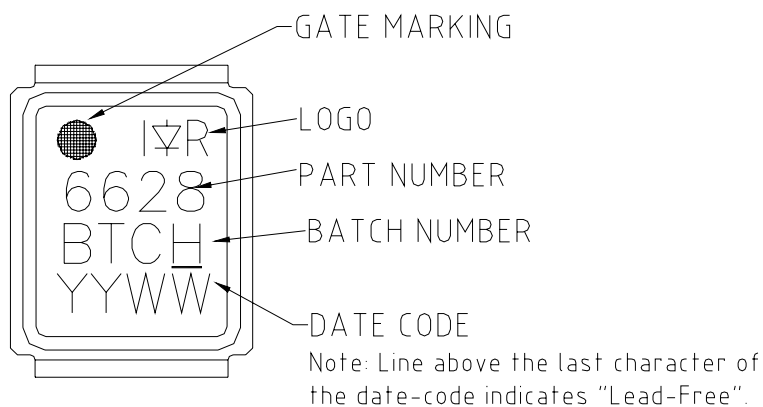 GATE MARKING
LOGO
IR
6628
PART NUMBER
BTCH
BATCH NUMBER
YYWW
DATE CODE
Note: Line above the last character of
the date-code indicates "Lead-Free".